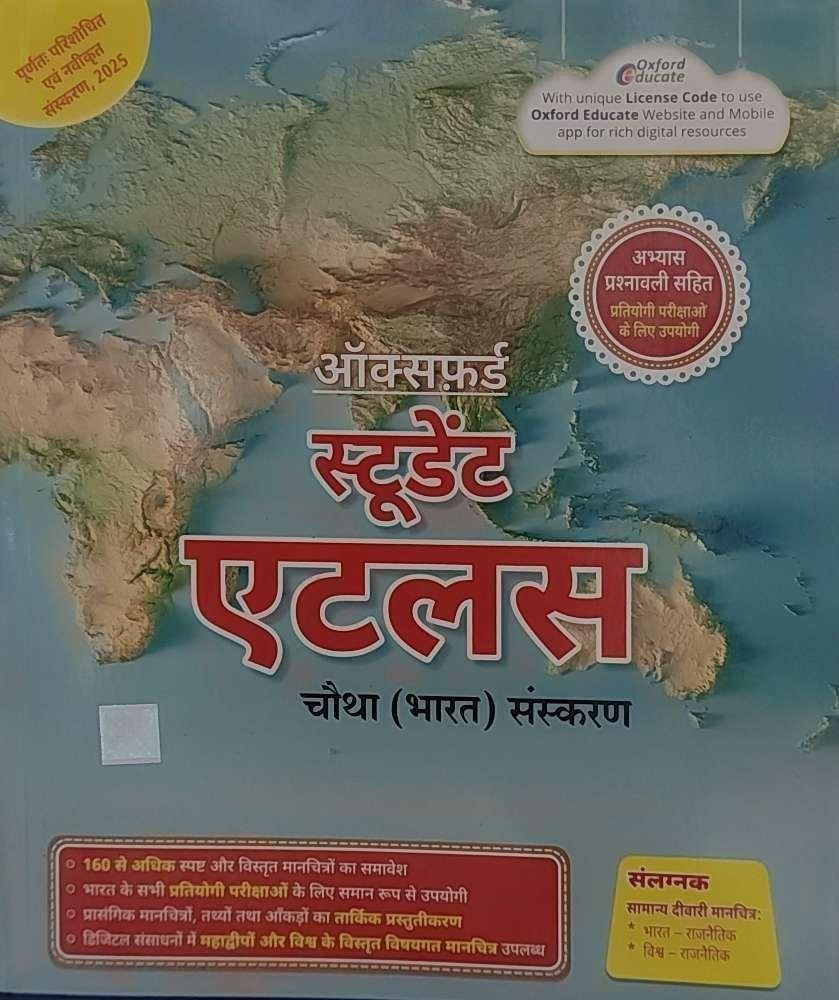 पूर्णतः परिशोधित
एवं नवीकृत
संस्करण, 2025
Oxford
educate
With unique License Code to use
Oxford Educate Website and Mobile
app for rich digital resources
अभ्यास
प्रश्नावली सहित
प्रतियोगी परीक्षाओं
के लिए उपयोगी
ऑक्सफ़र्ड
स्टूडेंट
एटलस
चौथा (भारत) संस्करण
160 से अधिक स्पष्ट और विस्तृत मानचित्रों का समावेश
भारत के सभी प्रतियोगी परीक्षाओं के लिए समान रूप से उपयोगी
प्रासंगिक मानचित्रों, तथ्यों तथा आँकड़ों का तार्किक प्रस्तुतीकरण
डिजिटल संसाधनों में महाद्वीपों और विश्व के विस्तृत विषयगत मानचित्र उपलब्ध
संलग्नक
सामान्य दीवारी मानचित्र:
* भारत – राजनैतिक
* विश्व – राजनैतिक